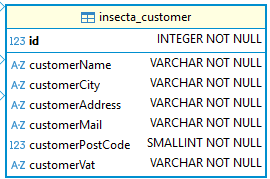 insecta_customer
123 id INTEGER NOT NULL
A-Z customerName VARCHAR NOT NULL
A-Z customerCity VARCHAR NOT NULL
A-Z customerAddress VARCHAR NOT NULL
A-Z customerMail VARCHAR NOT NULL
123 customerPostCode SMALLINT NOT NULL
A-Z customerVat VARCHAR NOT NULL